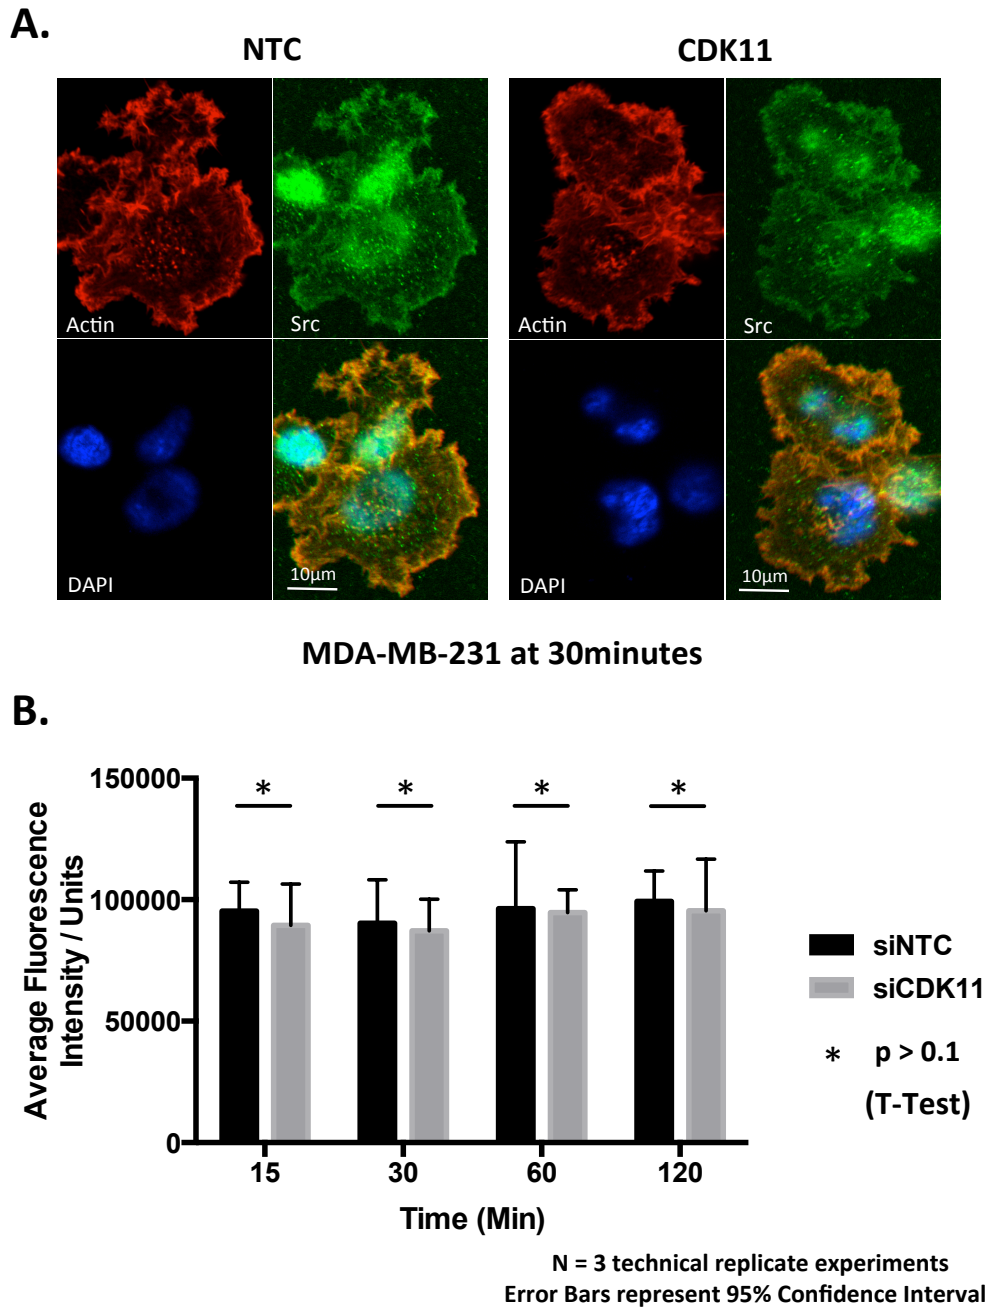 A.
NTC
CDK11
Actin
Src
Actin
Src
DAPI
10µm
DAPI
10µm
MDA-MB-231 at 30minutes
B.
Average Fluorescence
Intensity / Units
150000
100000
50000
0
*
*
*
*
15
30
60
120
Time (Min)
siNTC
siCDK11
* p > 0.1
(T-Test)
N = 3 technical replicate experiments
Error Bars represent 95% Confidence Interval